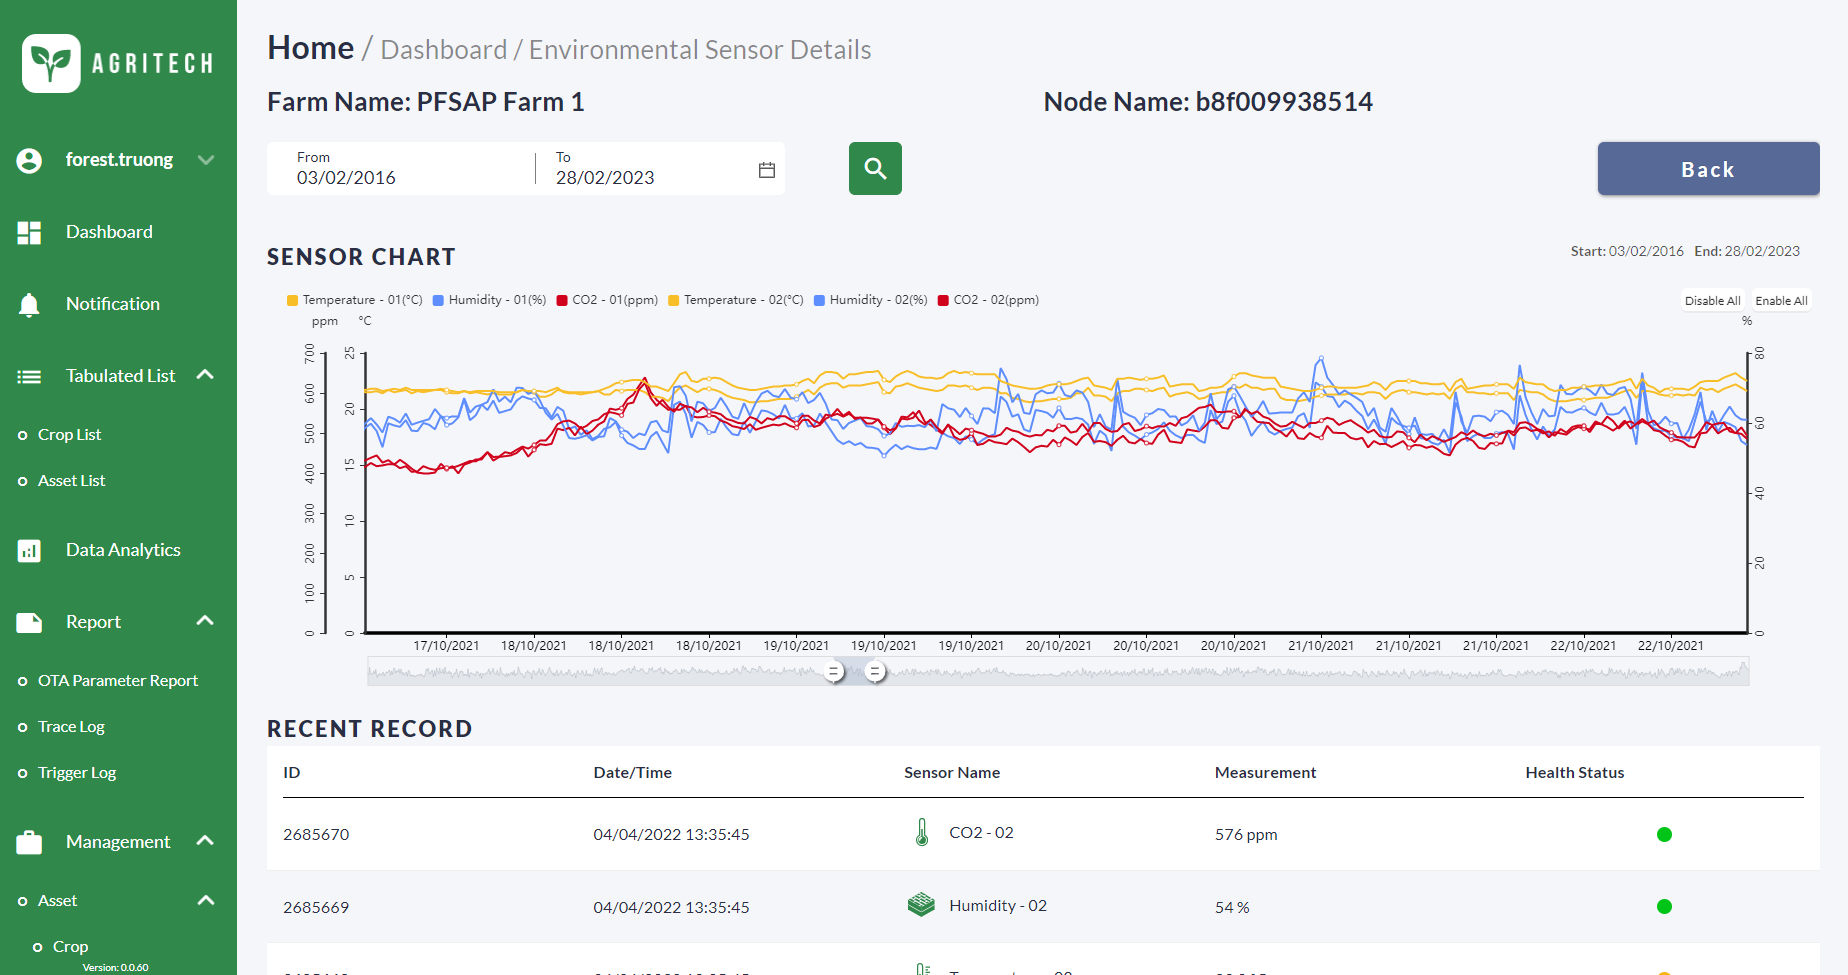 AGRITECH
forest.truong
Dashboard
Notification
Tabulated List
Crop List
Asset List
Data Analytics
Report
OTA Parameter Report
Trace Log
Trigger Log
Management
Asset
Crop
Version: 0.0.60
Home / Dashboard / Environmental Sensor Details
Farm Name: PFSAP Farm 1
Node Name: b8f009938514
From
03/02/2016
To
28/02/2023
Back
SENSOR CHART
Start: 03/02/2016 End: 28/02/2023
Temperature - 01(°C) Humidity - 01(%) CO2 - 01(ppm) Temperature - 02(°C) Humidity - 02(%) CO2 - 02(ppm)
Disable All Enable All
ppm °C %
700
600
500
400
300
200
100
0
25
20
15
10
5
0
80
60
40
20
0
17/10/2021 18/10/2021 18/10/2021 18/10/2021 19/10/2021 19/10/2021 19/10/2021 20/10/2021 20/10/2021 20/10/2021 21/10/2021 21/10/2021 21/10/2021 22/10/2021 22/10/2021
RECENT RECORD
ID Date/Time Sensor Name Measurement Health Status
2685670 04/04/2022 13:35:45 CO2 - 02 576 ppm
2685669 04/04/2022 13:35:45 Humidity - 02 54 %